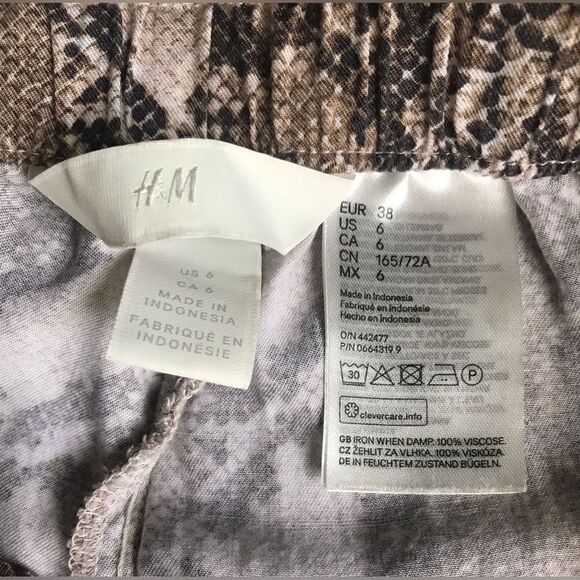 H&M
US 6
CA 6
MADE IN
INDONESIA
FABRIQUÉ EN
INDONÉSIE
EUR 38
US 6
CA 6
CN 165/72A
MX 6
Made in Indonesia
Fabriqué en Indonésie
Hecho en Indonesia
O/N 442477
P/N 0664319 9
30
P
clevercare.info
GB IRON WHEN DAMP. 100% VISCOSE.
CZ ŽEHLIT ZA VLHKA. 100% VISKÓZA.
DE IN FEUCHTEM ZUSTAND BÜGELN.